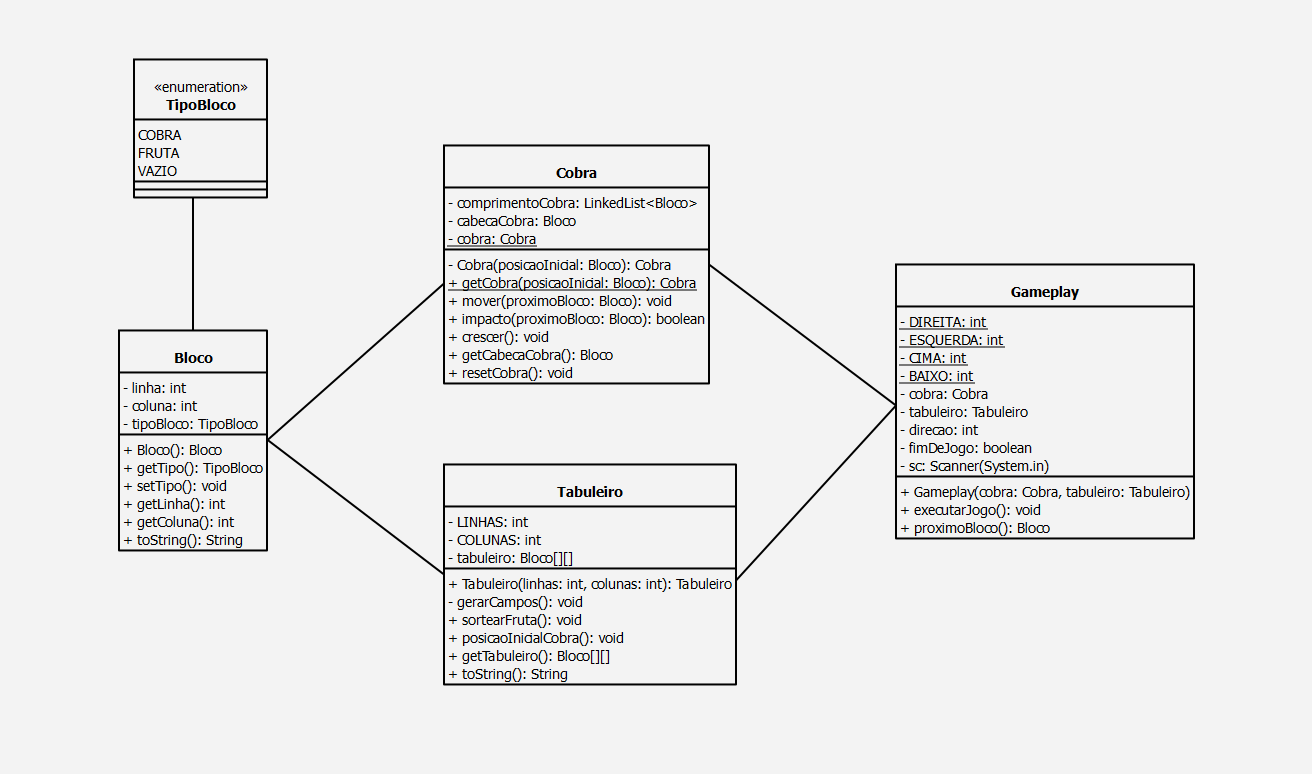 «enumeration»
TipoBloco
COBRA
FRUTA
VAZIO
Bloco
- linha: int
- coluna: int
- tipoBloco: TipoBloco
+ Bloco(): Bloco
+ getTipo(): TipoBloco
+ setTipo(): void
+ getLinha(): int
+ getColuna(): int
+ toString(): String
Cobra
- comprimentoCobra: LinkedList<Bloco>
- cabecaCobra: Bloco
- cobra: Cobra
- Cobra(posicaoInicial: Bloco): Cobra
+ getCobra(posicaoInicial: Bloco): Cobra
+ mover(proximoBloco: Bloco): void
+ impacto(proximoBloco: Bloco): boolean
+ crescer(): void
+ getCabecaCobra(): Bloco
+ resetCobra(): void
Tabuleiro
- LINHAS: int
- COLUNAS: int
- tabuleiro: Bloco[][]
+ Tabuleiro(linhas: int, colunas: int): Tabuleiro
- gerarCampos(): void
+ sortearFruta(): void
+ posicaoInicialCobra(): void
+ getTabuleiro(): Bloco[][]
+ toString(): String
Gameplay
- DIREITA: int
- ESQUERDA: int
- CIMA: int
- BAIXO: int
- cobra: Cobra
- tabuleiro: Tabuleiro
- direcao: int
- fimDeJogo: boolean
- sc: Scanner(System.in)
+ Gameplay(cobra: Cobra, tabuleiro: Tabuleiro)
+ executarJogo(): void
+ proximoBloco(): Bloco